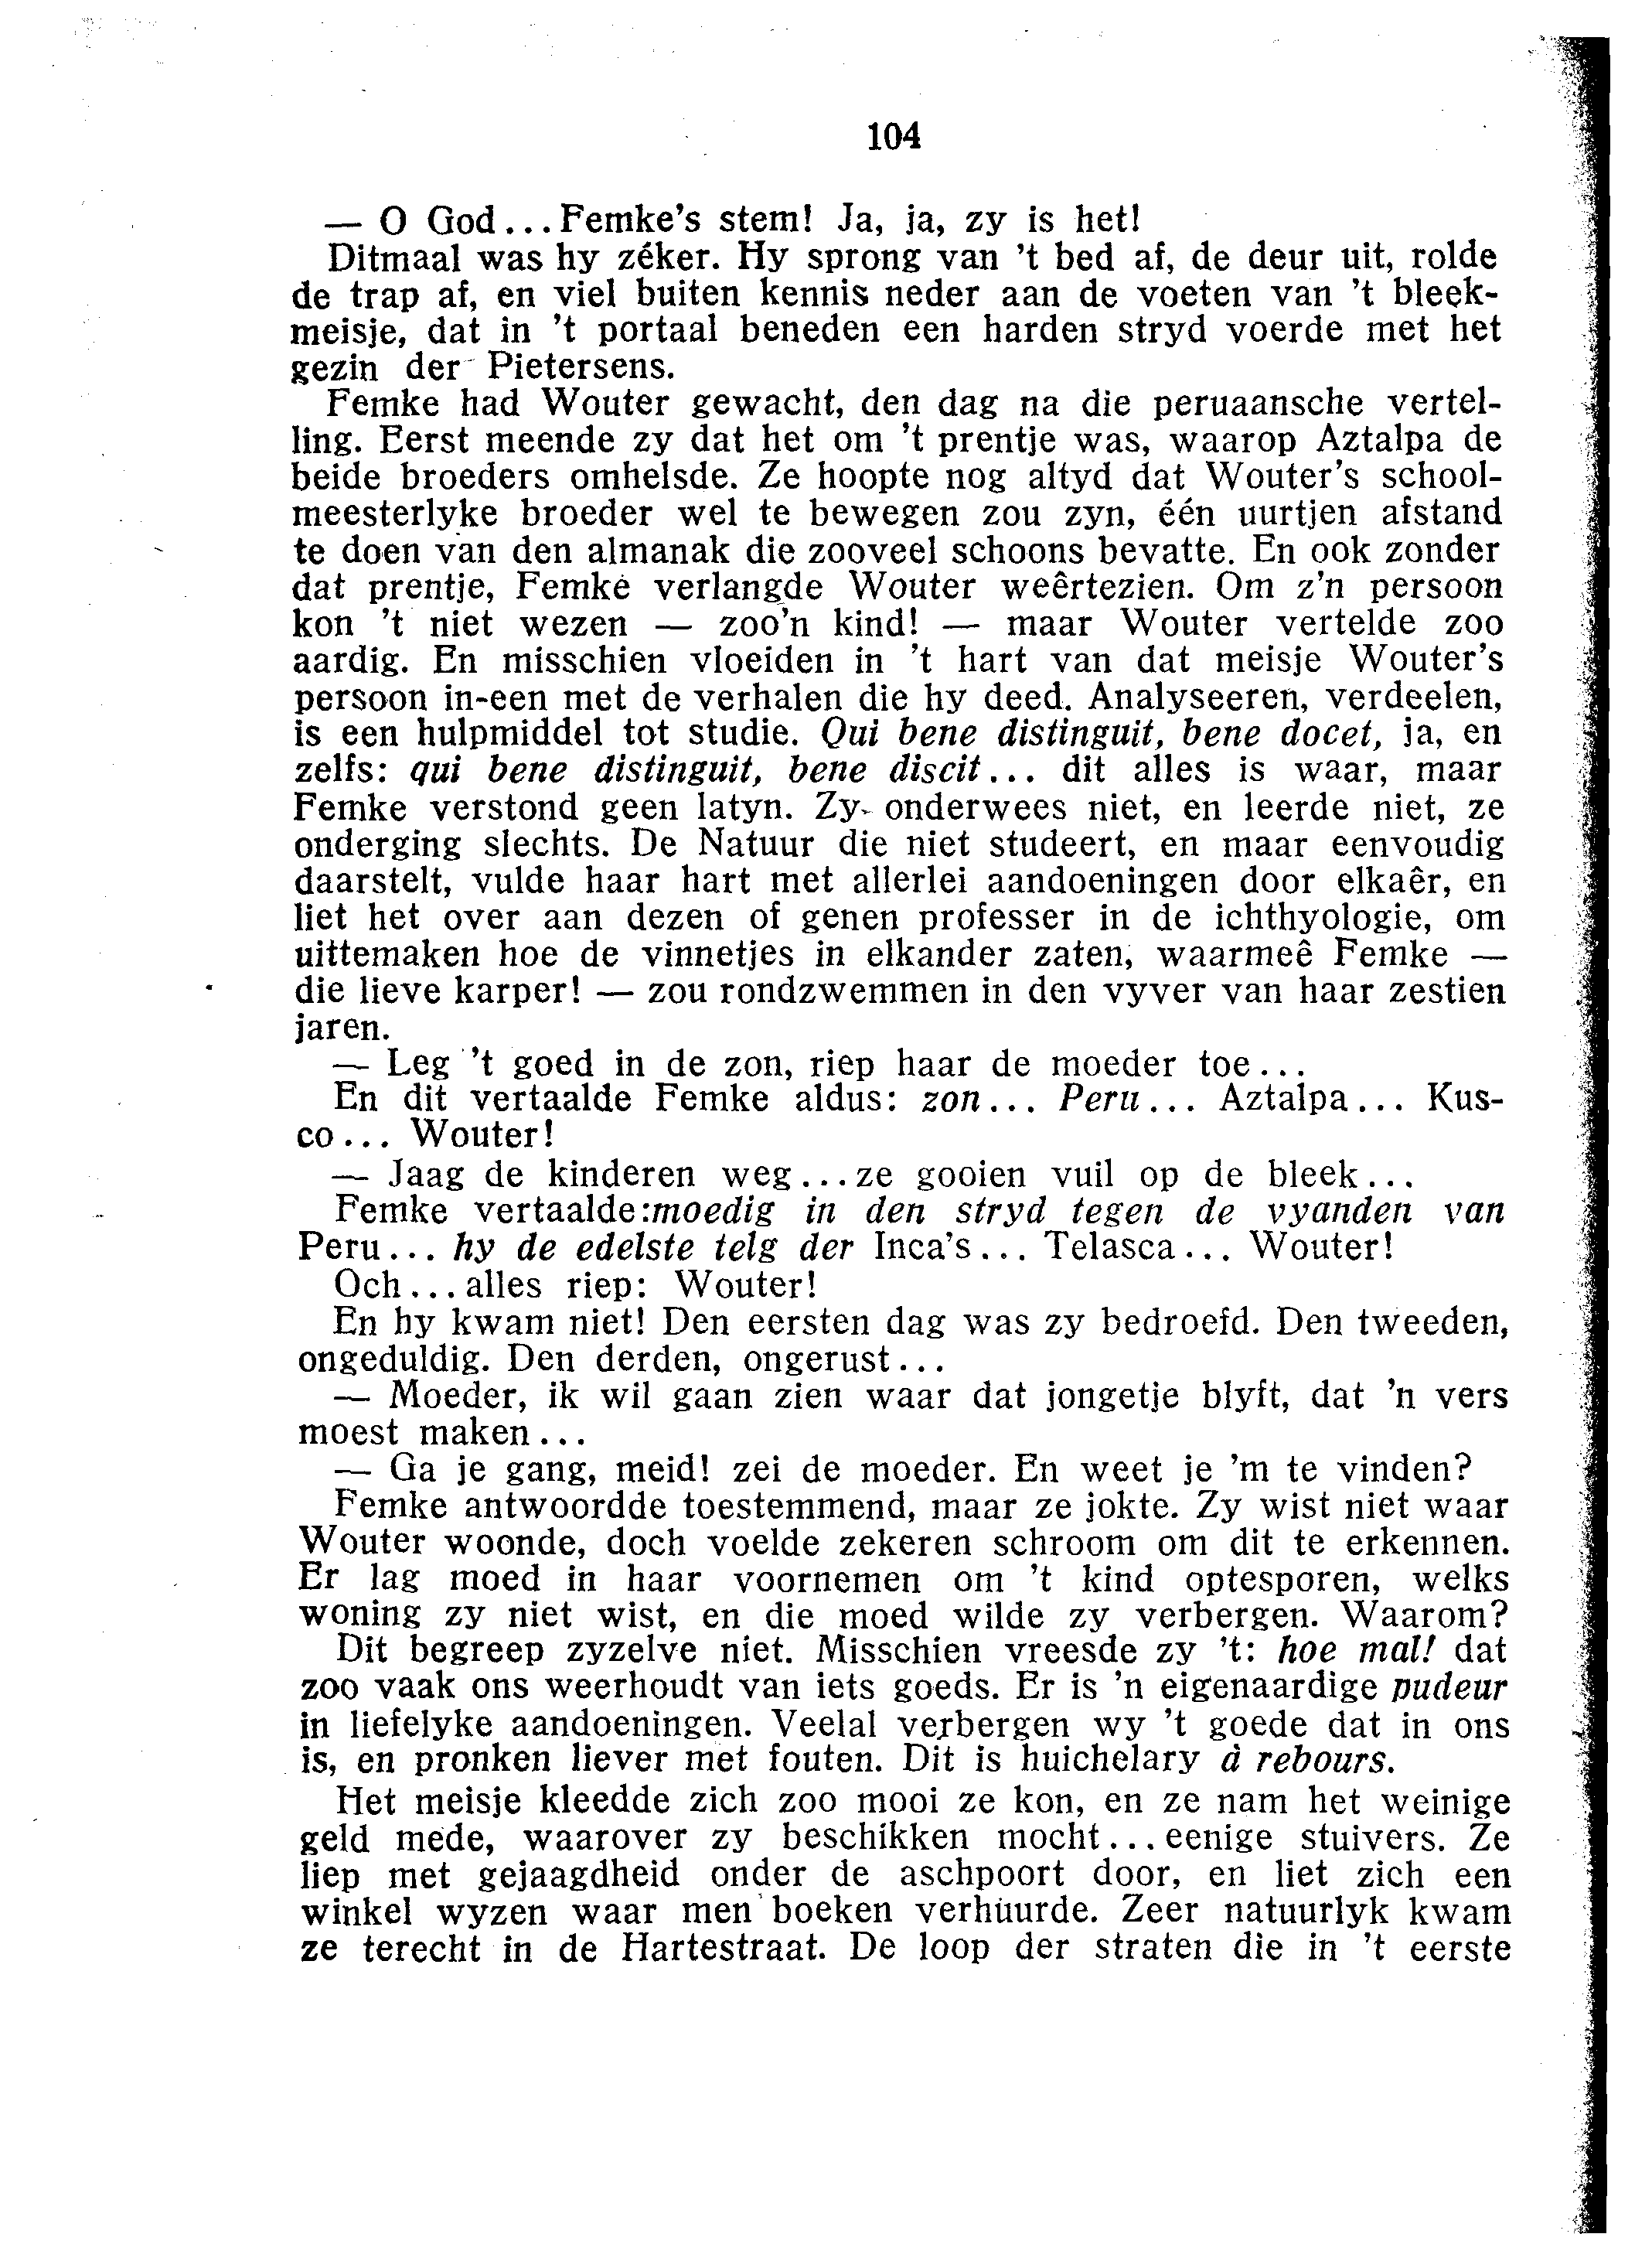 104
— O God... Femke's stem! Ja, ja, zy is het!
Ditmaal was hy zéker. Hy sprong van 't bed af, de deur uit, rolde
de trap af, en viel buiten kennis neder aan de voeten van 't bleek-
meisje, dat in 't portaal beneden een harden stryd voerde met het
gezin der Pietersens.
Femke had Wouter gewacht, den dag na die peruaansche vertel-
ling. Eerst meende zy dat het om 't prentje was, waarop Aztalpa de
beide broeders omhelsde. Ze hoopte nog altyd dat Wouter's school-
meesterlyke broeder wel te bewegen zou zyn, één uurtjen afstand
te doen van den almanak die zooveel schoons bevatte. En ook zonder
dat prentje, Femke verlangde Wouter weêrtezien. Om z'n persoon
kon 't niet wezen — zoo'n kind! — maar Wouter vertelde zoo
aardig. En misschien vloeiden in 't hart van dat meisje Wouter's
persoon in-een met de verhalen die hy deed. Analyseeren, verdeelen,
is een hulpmiddel tot studie. Qui bene distinguit, bene docet, ja, en
zelfs: qui bene distinguit, bene discit... dit alles is waar, maar
Femke verstond geen latyn. Zy onderwees niet, en leerde niet, ze
onderging slechts. De Natuur die niet studeert, en maar eenvoudig
daarstelt, vulde haar hart met allerlei aandoeningen door elkaêr, en
liet het over aan dezen of genen professer in de ichthyologie, om
uittemaken hoe de vinnetjes in elkander zaten, waarmeê Femke —
die lieve karper! — zou rondzwemmen in den vyver van haar zestien
jaren.
— Leg 't goed in de zon, riep haar de moeder toe...
En dit vertaalde Femke aldus: zon... Peru... Aztalpa... Kus-
co... Wouter!
— Jaag de kinderen weg... ze gooien vuil op de bleek...
Femke vertaalde: moedig in den stryd tegen de vyanden van
Peru... hy de edelste telg der Inca's... Telasca... Wouter!
Och... alles riep: Wouter!
En hy kwam niet! Den eersten dag was zy bedroefd. Den tweeden,
ongeduldig. Den derden, ongerust...
— Moeder, ik wil gaan zien waar dat jongetje blyft, dat 'n vers
moest maken...
— Ga je gang, meid! zei de moeder. En weet je 'm te vinden?
Femke antwoordde toestemmend, maar ze jokte. Zy wist niet waar
Wouter woonde, doch voelde zekeren schroom om dit te erkennen.
Er lag moed in haar voornemen om 't kind optesporen, welks
woning zy niet wist, en die moed wilde zy verbergen. Waarom?
Dit begreep zyzelve niet. Misschien vreesde zy 't: hoe mal! dat
zoo vaak ons weerhoudt van iets goeds. Er is 'n eigenaardige pudeur
in liefelyke aandoeningen. Veelal verbergen wy 't goede dat in ons
is, en pronken liever met fouten. Dit is huichelary à rebours.
Het meisje kleedde zich zoo mooi ze kon, en ze nam het weinige
geld mede, waarover zy beschikken mocht... eenige stuivers. Ze
liep met gejaagdheid onder de aschpoort door, en liet zich een
winkel wyzen waar men boeken verhuurde. Zeer natuurlyk kwam
ze terecht in de Hartestraat. De loop der straten die in 't eerste